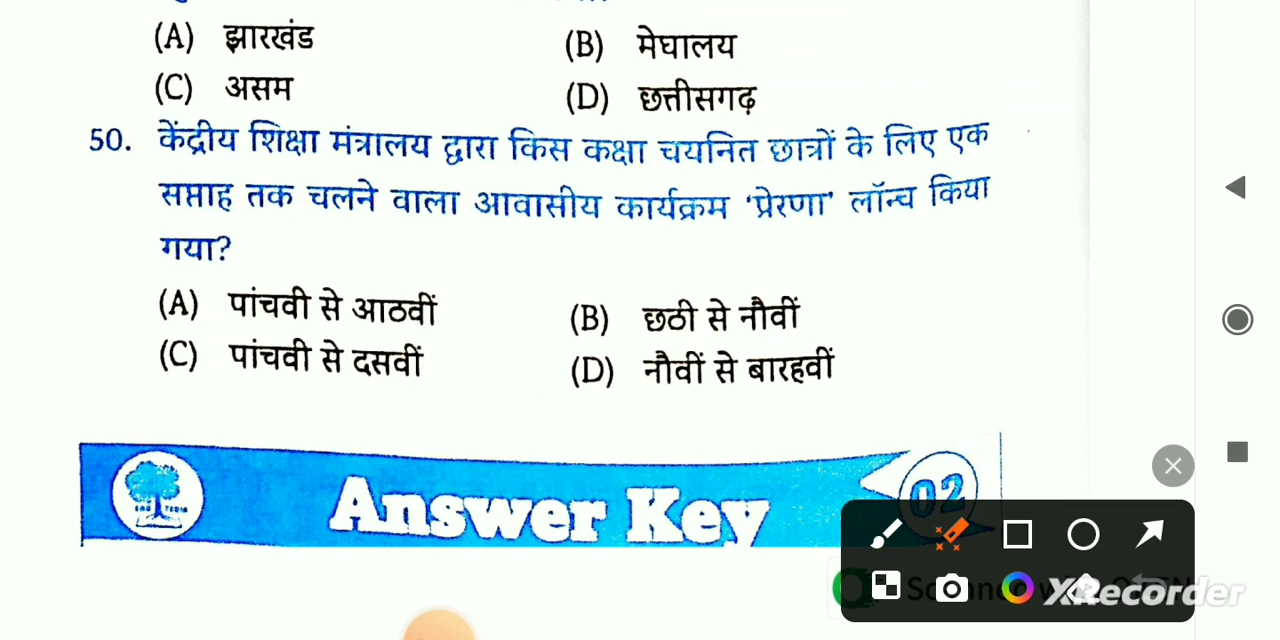 (A) झारखंड (B) मेघालय
(C) असम (D) छत्तीसगढ़
50. केंद्रीय शिक्षा मंत्रालय द्वारा किस कक्षा चयनित छात्रों के लिए एक
सप्ताह तक चलने वाला आवासीय कार्यक्रम 'प्रेरणा' लॉन्च किया
गया?
(A) पांचवी से आठवीं (B) छठी से नौवीं
(C) पांचवी से दसवीं (D) नौवीं से बारहवीं
Answer Key 02
XRecorder